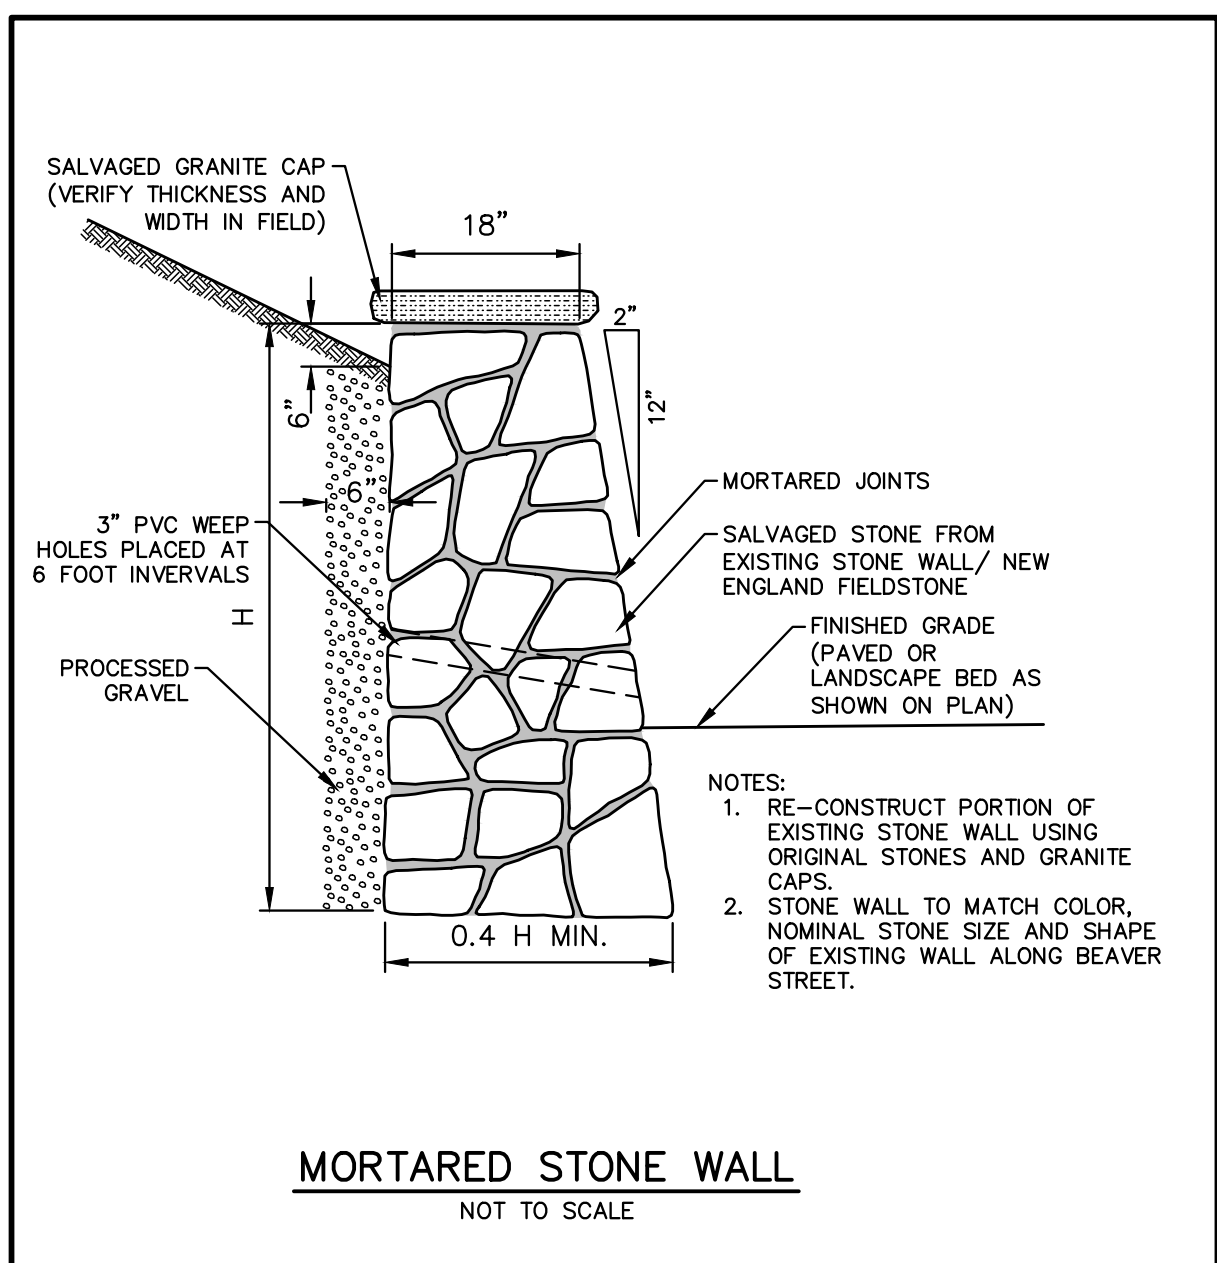 SALVAGED GRANITE CAP
(VERIFY THICKNESS AND
WIDTH IN FIELD)
18"
2"
12"
6"
6"
3" PVC WEEP
HOLES PLACED AT
6 FOOT INVERVALS
H
PROCESSED
GRAVEL
MORTARED JOINTS
SALVAGED STONE FROM
EXISTING STONE WALL/ NEW
ENGLAND FIELDSTONE
FINISHED GRADE
(PAVED OR
LANDSCAPE BED AS
SHOWN ON PLAN)
0.4 H MIN.
NOTES:
1. RE-CONSTRUCT PORTION OF
EXISTING STONE WALL USING
ORIGINAL STONES AND GRANITE
CAPS.
2. STONE WALL TO MATCH COLOR,
NOMINAL STONE SIZE AND SHAPE
OF EXISTING WALL ALONG BEAVER
STREET.
MORTARED STONE WALL
NOT TO SCALE